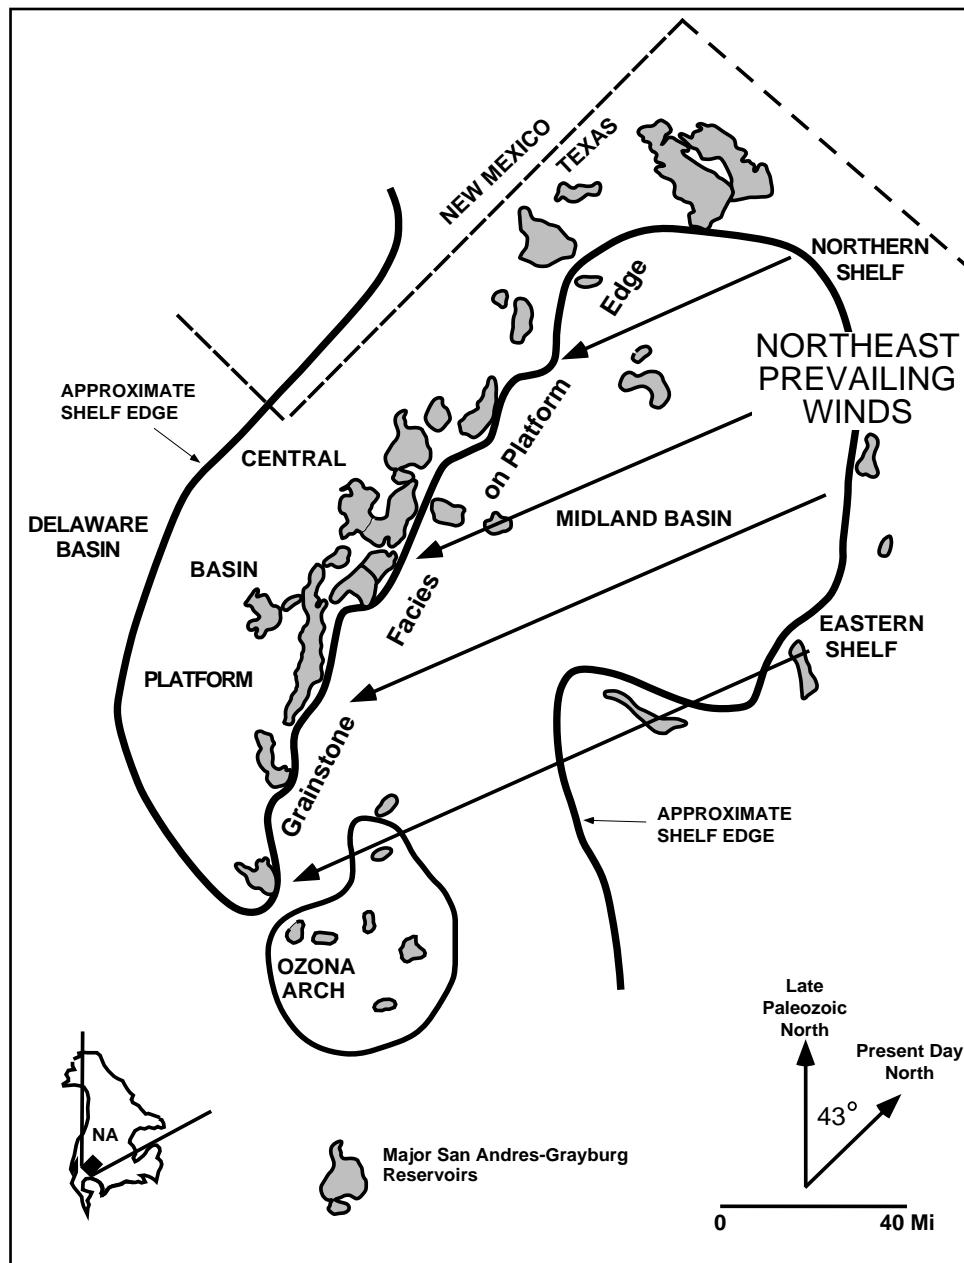 NEW MEXICO
TEXAS
NORTHERN
SHELF
Edge
NORTHEAST
PREVAILING
WINDS
APPROXIMATE
SHELF EDGE
CENTRAL
on Platform
DELAWARE
BASIN
MIDLAND BASIN
BASIN
Facies
EASTERN
SHELF
PLATFORM
Grainstone
APPROXIMATE
SHELF EDGE
OZONA
ARCH
Late
Paleozoic
North
Present Day
North
43°
NA
Major San Andres-Grayburg
Reservoirs
0 40 Mi